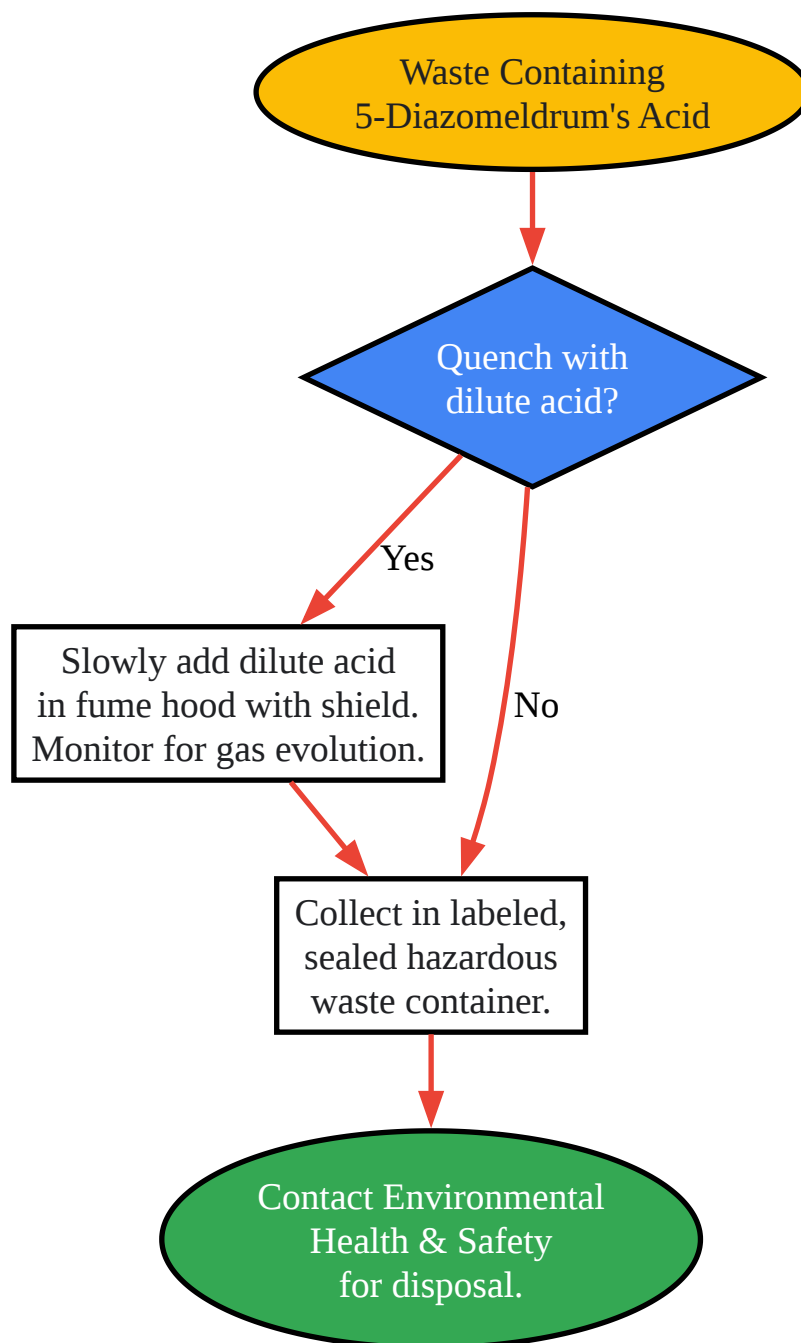 Waste Containing
5-Diazomeldrum's Acid
Quench with
dilute acid?
Yes
Slowly add dilute acid
in fume hood with shield.
Monitor for gas evolution.
No
Collect in labeled,
sealed hazardous
waste container.
Contact Environmental
Health & Safety
for disposal.